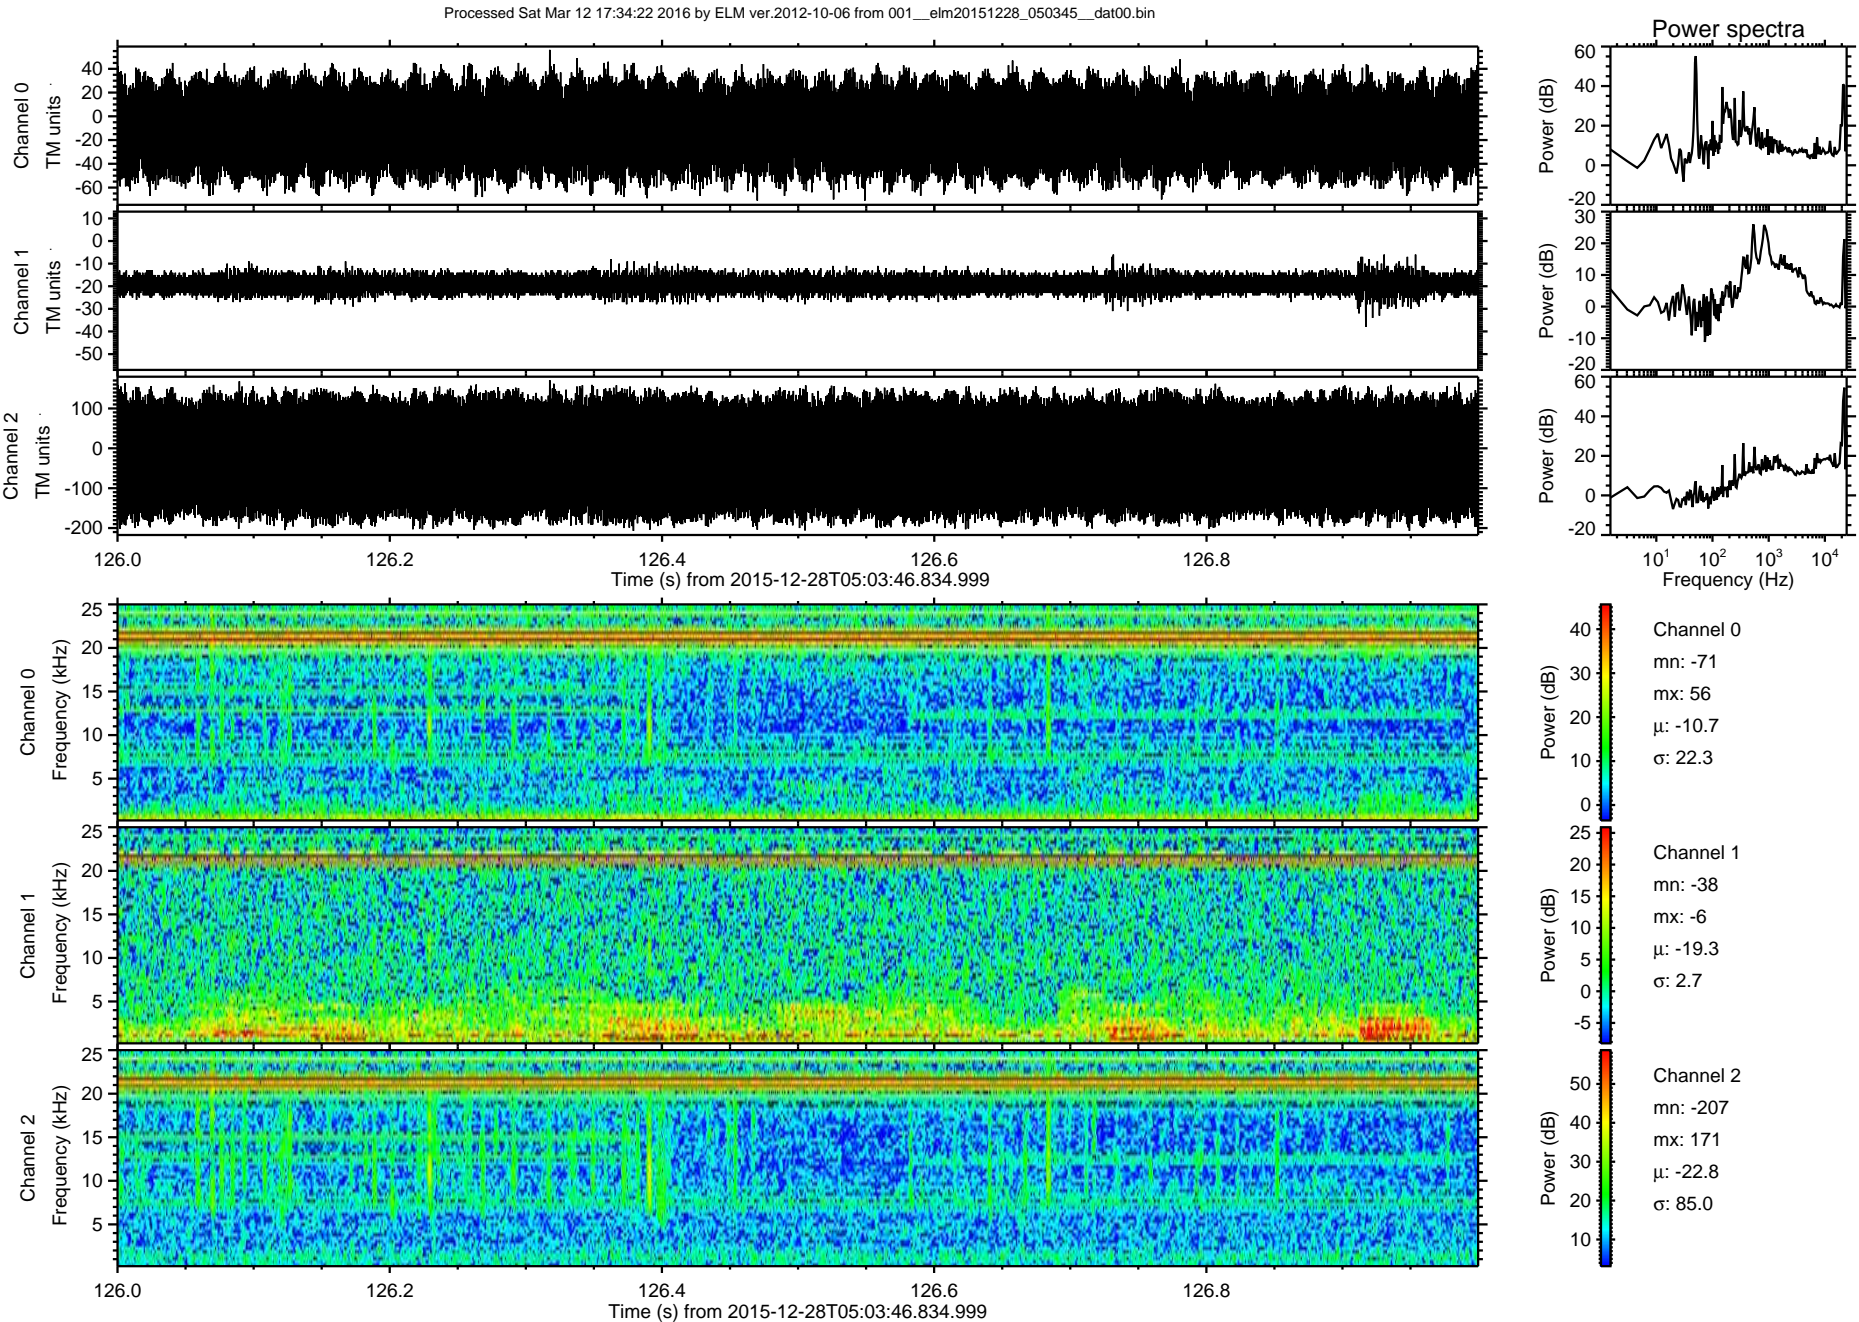 Processed Sat Mar 12 17:34:22 2016 by ELM ver.2012-10-06 from 001__elm20151228_050345__dat00.bin
Power spectra
Channel 0
TM units
40
20
0
-20
-40
-60
Power (dB)
60
40
20
0
-20
Channel 1
TM units
10
0
-10
-20
-30
-40
-50
Power (dB)
30
20
10
0
-10
-20
Channel 2
TM units
100
0
-100
-200
Power (dB)
60
40
20
0
-20
126.0 126.2 126.4 126.6 126.8
Time (s) from 2015-12-28T05:03:46.834.999
10¹ 10² 10³ 10⁴
Frequency (Hz)
Channel 0
Frequency (kHz)
25
20
15
10
5
Power (dB)
40
30
20
10
0
Channel 0
mn: -71
mx: 56
μ: -10.7
σ: 22.3
Channel 1
Frequency (kHz)
25
20
15
10
5
Power (dB)
25
20
15
10
5
0
-5
Channel 1
mn: -38
mx: -6
μ: -19.3
σ: 2.7
Channel 2
Frequency (kHz)
25
20
15
10
5
Power (dB)
50
40
30
20
10
Channel 2
mn: -207
mx: 171
μ: -22.8
σ: 85.0
126.0 126.2 126.4 126.6 126.8
Time (s) from 2015-12-28T05:03:46.834.999